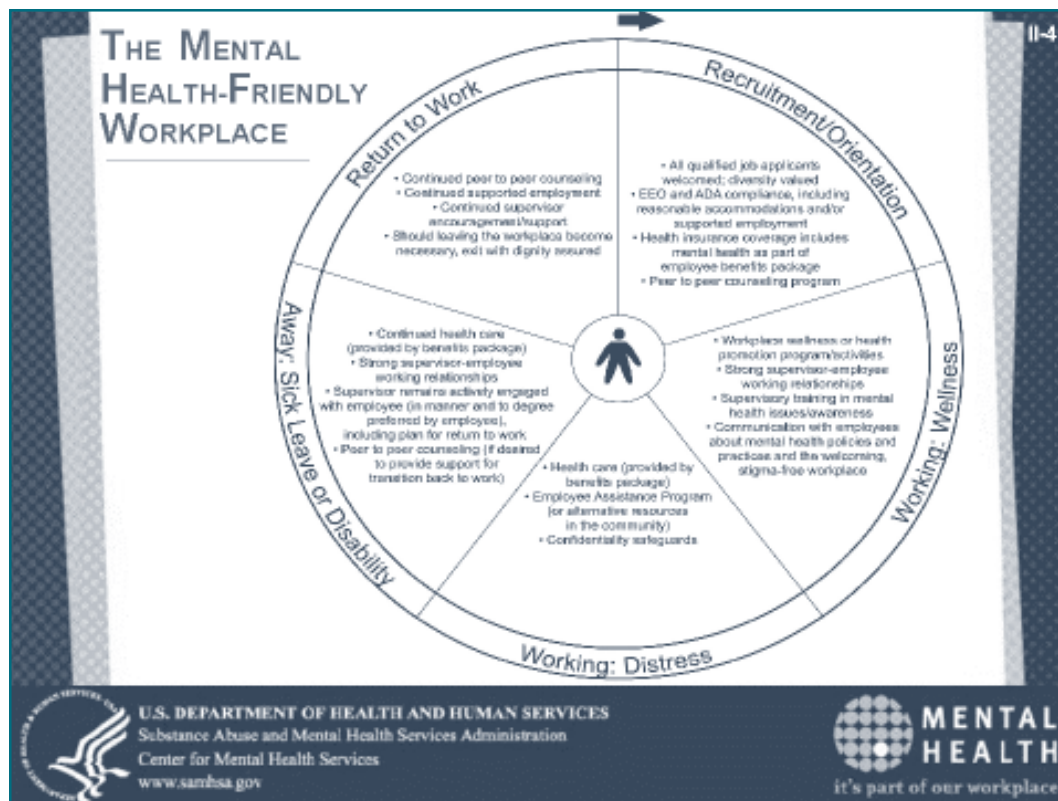 THE MENTAL
HEALTH-FRIENDLY
WORKPLACE
II-4
Recruitment/Orientation
• All qualified job applicants
welcomed; diversity valued
• EEO and ADA compliance, including
reasonable accommodations and/or
supported employment
• Health insurance coverage includes
mental health as part of
employee benefits package
• Peer to peer counseling program
Working: Wellness
• Workplace wellness or health
promotion program/activities
• Strong supervisor-employee
working relationships
• Supervisory training in mental
health issues/awareness
• Communication with employees
about mental health policies and
practices and the welcoming,
stigma-free workplace
Working: Distress
• Health care (provided by
benefits package)
• Employee Assistance Program
(or alternative resources
in the community)
• Confidentiality safeguards
Away: Sick Leave or Disability
• Continued health care
(provided by benefits package)
• Strong supervisor-employee
working relationships
• Supervisor remains actively engaged
with employee (in manner and to degree
preferred by employee),
including plan for return to work
• Peer to peer counseling (if desired
to provide support for
transition back to work)
Return to Work
• Continued peer to peer counseling
• Continued supported employment
• Continued supervisor
encouragement/support
• Should leaving the workplace become
necessary, exit with dignity assured
U.S. DEPARTMENT OF HEALTH AND HUMAN SERVICES
Substance Abuse and Mental Health Services Administration
Center for Mental Health Services
www.samhsa.gov
MENTAL
HEALTH
it's part of our workplace